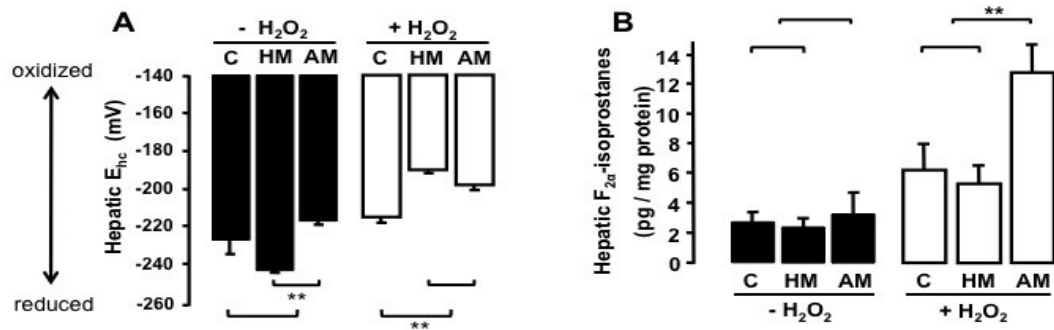 A
- H₂O₂ + H₂O₂
C HM AM C HM AM
oxidized
reduced
Hepatic Eₕc (mV)
-140
-160
-180
-200
-220
-240
-260
**
**
B
**
Hepatic F₂α-isoprostanes
(pg / mg protein)
14
12
10
8
6
4
2
0
C HM AM C HM AM
- H₂O₂ + H₂O₂